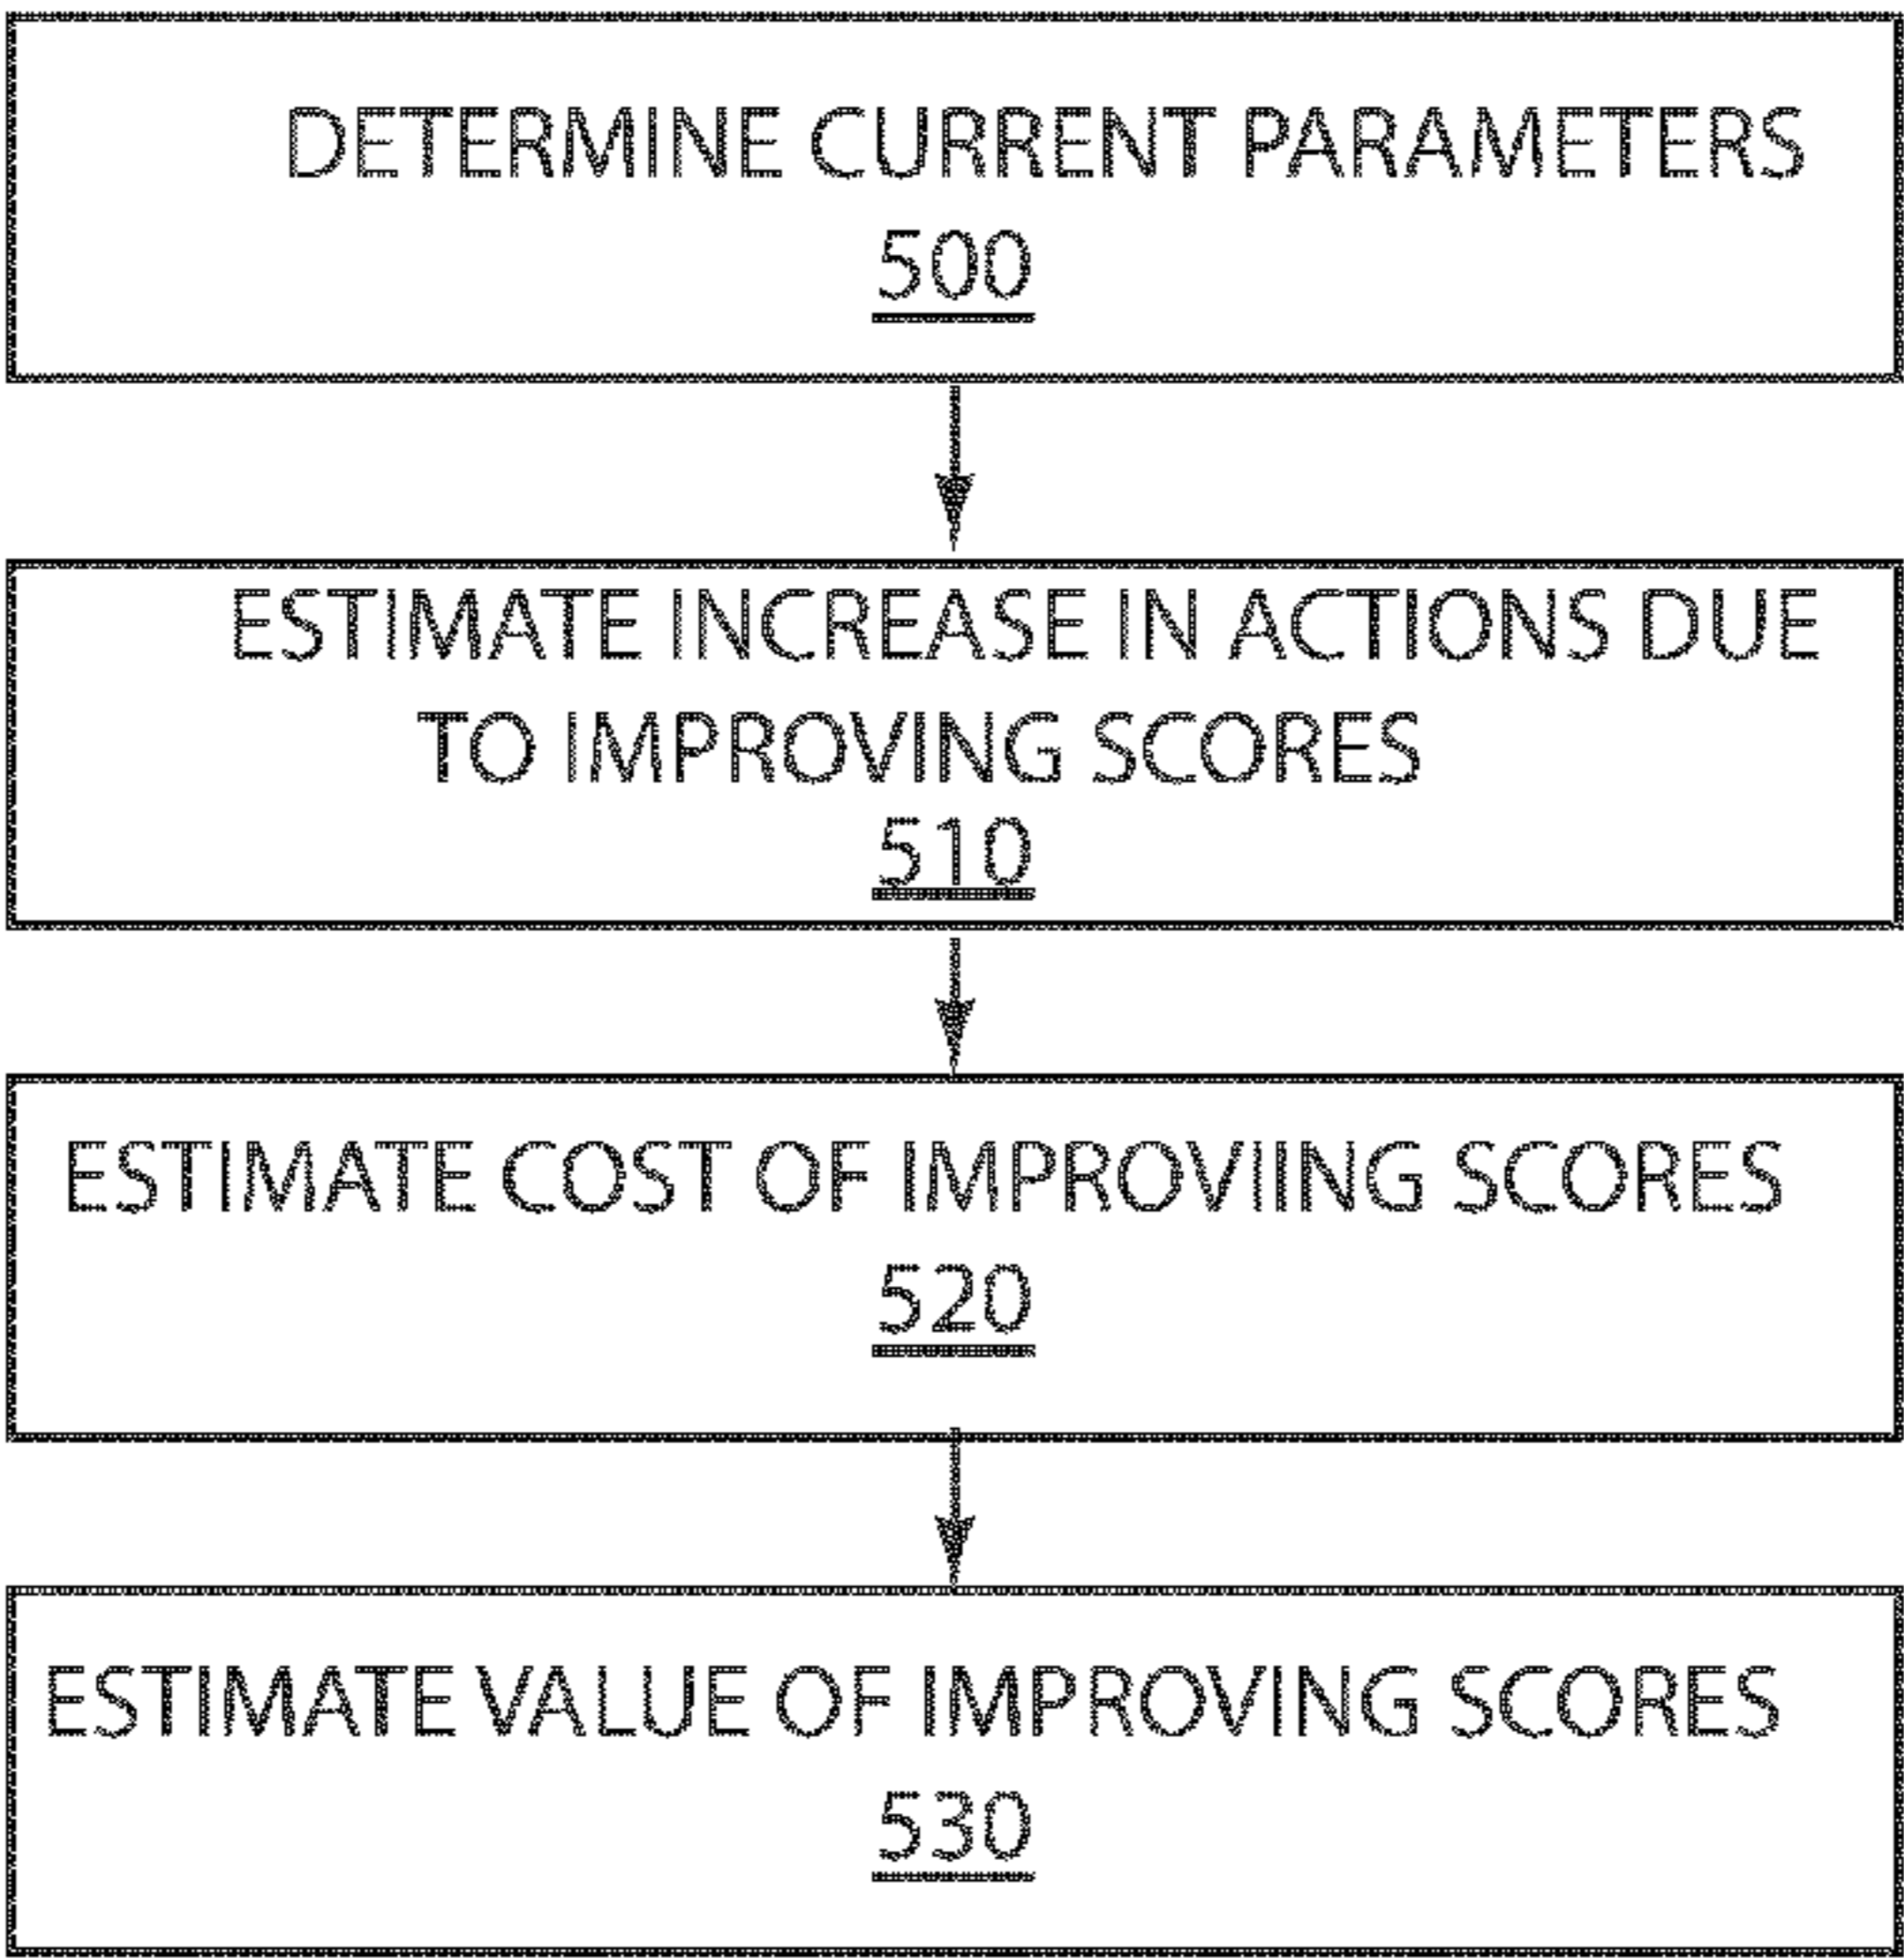 DETERMINE CURRENT PARAMETERS
500
ESTIMATE INCREASE IN ACTIONS DUE
TO IMPROVING SCORES
510
ESTIMATE COST OF IMPROVIING SCORES
520
ESTIMATE VALUE OF IMPROVING SCORES
530